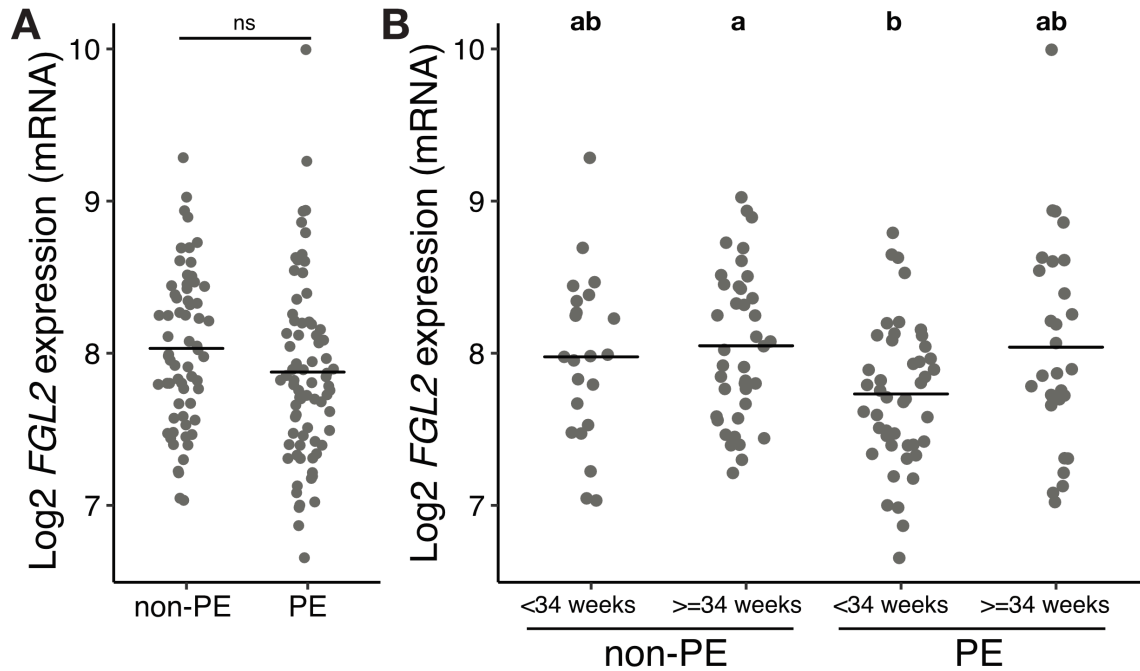 A
ns
Log2 FGL2 expression (mRNA)
10
9
8
7
non-PE
PE
B
ab
a
b
ab
Log2 FGL2 expression (mRNA)
10
9
8
7
<34 weeks
>=34 weeks
<34 weeks
>=34 weeks
non-PE
PE